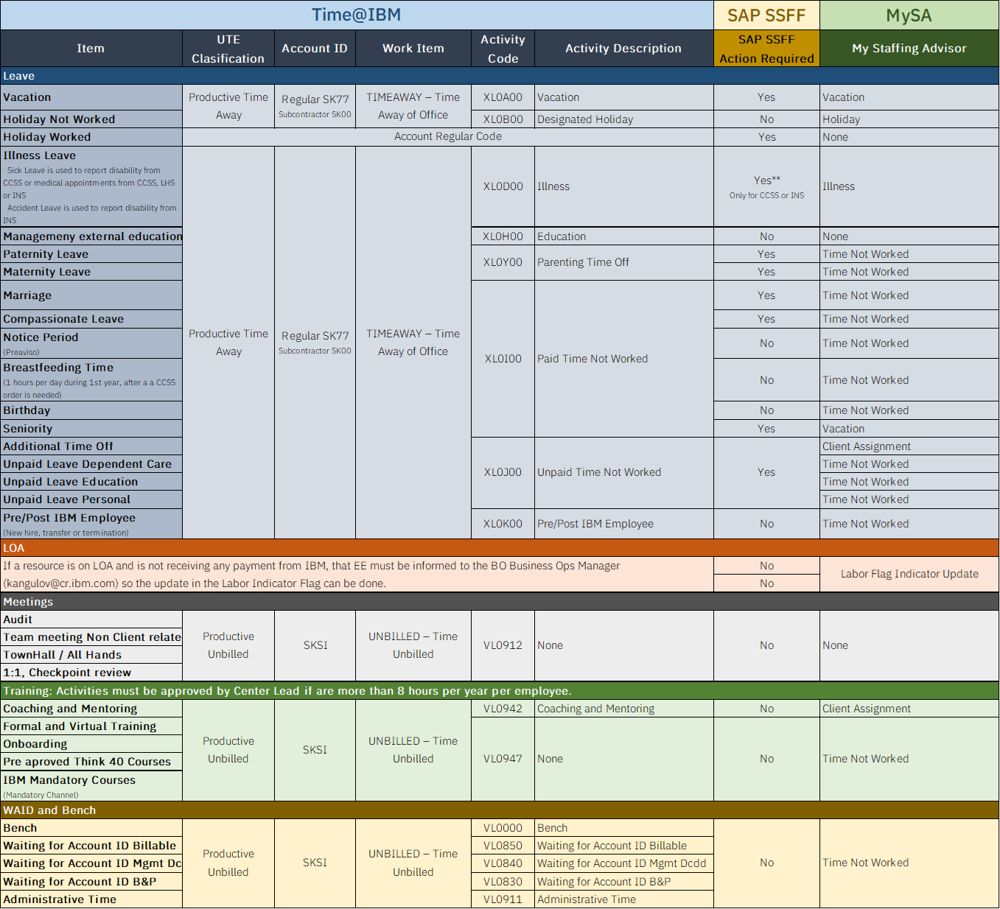 Time@IBM SAP SSFF MySA
Item UTE Clasification Account ID Work Item Activity Code Activity Description SAP SSFF Action Required My Staffing Advisor
Leave
Vacation Productive Time Away Regular SK77 Subcontractor SK00 TIMEAWAY – Time Away of Office XL0A00 Vacation Yes Vacation
Holiday Not Worked XL0B00 Designated Holiday No Holiday
Holiday Worked Account Regular Code Yes None
Illness Leave
Sick Leave is used to report disability from
CCSS or medical appointments from CCSS, LHS
or INS
Accident Leave is used to report disability from
INS
XL0D00 Illness Yes** Only for CCSS or INS Illness
Managemeny external education XL0H00 Education No None
Paternity Leave XL0Y00 Parenting Time Off Yes Time Not Worked
Maternity Leave Yes Time Not Worked
Marriage Yes Time Not Worked
Compassionate Leave Yes Time Not Worked
Productive Time Away Regular SK77 Subcontractor SK00 TIMEAWAY – Time Away of Office
Notice Period
(Preaviso)
No Time Not Worked
XL0I00 Paid Time Not Worked
Breastfeeding Time
(1 hours per day during 1st year, after a a CCSS
order is needed)
No Time Not Worked
Birthday No Time Not Worked
Seniority Yes Vacation
Additional Time Off Client Assignment
Unpaid Leave Dependent Care Time Not Worked
XL0J00 Unpaid Time Not Worked Yes
Unpaid Leave Education Time Not Worked
Unpaid Leave Personal Time Not Worked
Pre/Post IBM Employee
(New hire, transfer or termination)
XL0K00 Pre/Post IBM Employee No Time Not Worked
LOA
If a resource is on LOA and is not receiving any payment from IBM, that EE must be informed to the BO Business Ops Manager No
(kangulov@cr.ibm.com) so the update in the Labor Indicator Flag can be done. No
Labor Flag Indicator Update
Meetings
Audit
Team meeting Non Client relate
TownHall / All Hands
1:1, Checkpoint review
Productive Unbilled SKSI UNBILLED – Time Unbilled VL0912 None No None
Training: Activities must be approved by Center Lead if are more than 8 hours per year per employee.
Coaching and Mentoring VL0942 Coaching and Mentoring No Client Assignment
Formal and Virtual Training
Onboarding
Pre aproved Think 40 Courses
IBM Mandatory Courses
(Mandatory Channel)
Productive Unbilled SKSI UNBILLED – Time Unbilled VL0947 None No Time Not Worked
WAID and Bench
Bench VL0000 Bench
Waiting for Account ID Billable VL0850 Waiting for Account ID Billable
Waiting for Account ID Mgmt Dc VL0840 Waiting for Account ID Mgmt Dcdd
Waiting for Account ID B&P VL0830 Waiting for Account ID B&P
Administrative Time VL0911 Administrative Time
Productive Unbilled SKSI UNBILLED – Time Unbilled No Time Not Worked